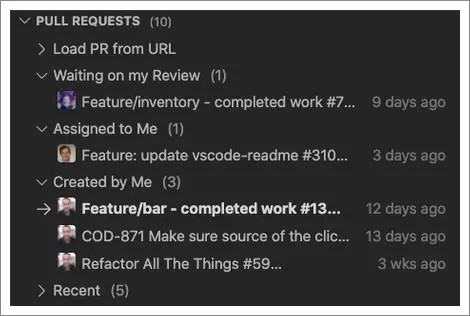 PULL REQUESTS (10)
Load PR from URL
Waiting on my Review (1)
Feature/inventory - completed work #7... 9 days ago
Assigned to Me (1)
Feature: update vscode-readme #310... 3 days ago
Created by Me (3)
Feature/bar - completed work #13... 12 days ago
COD-871 Make sure source of the clic... 13 days ago
Refactor All The Things #59... 3 wks ago
Recent (5)